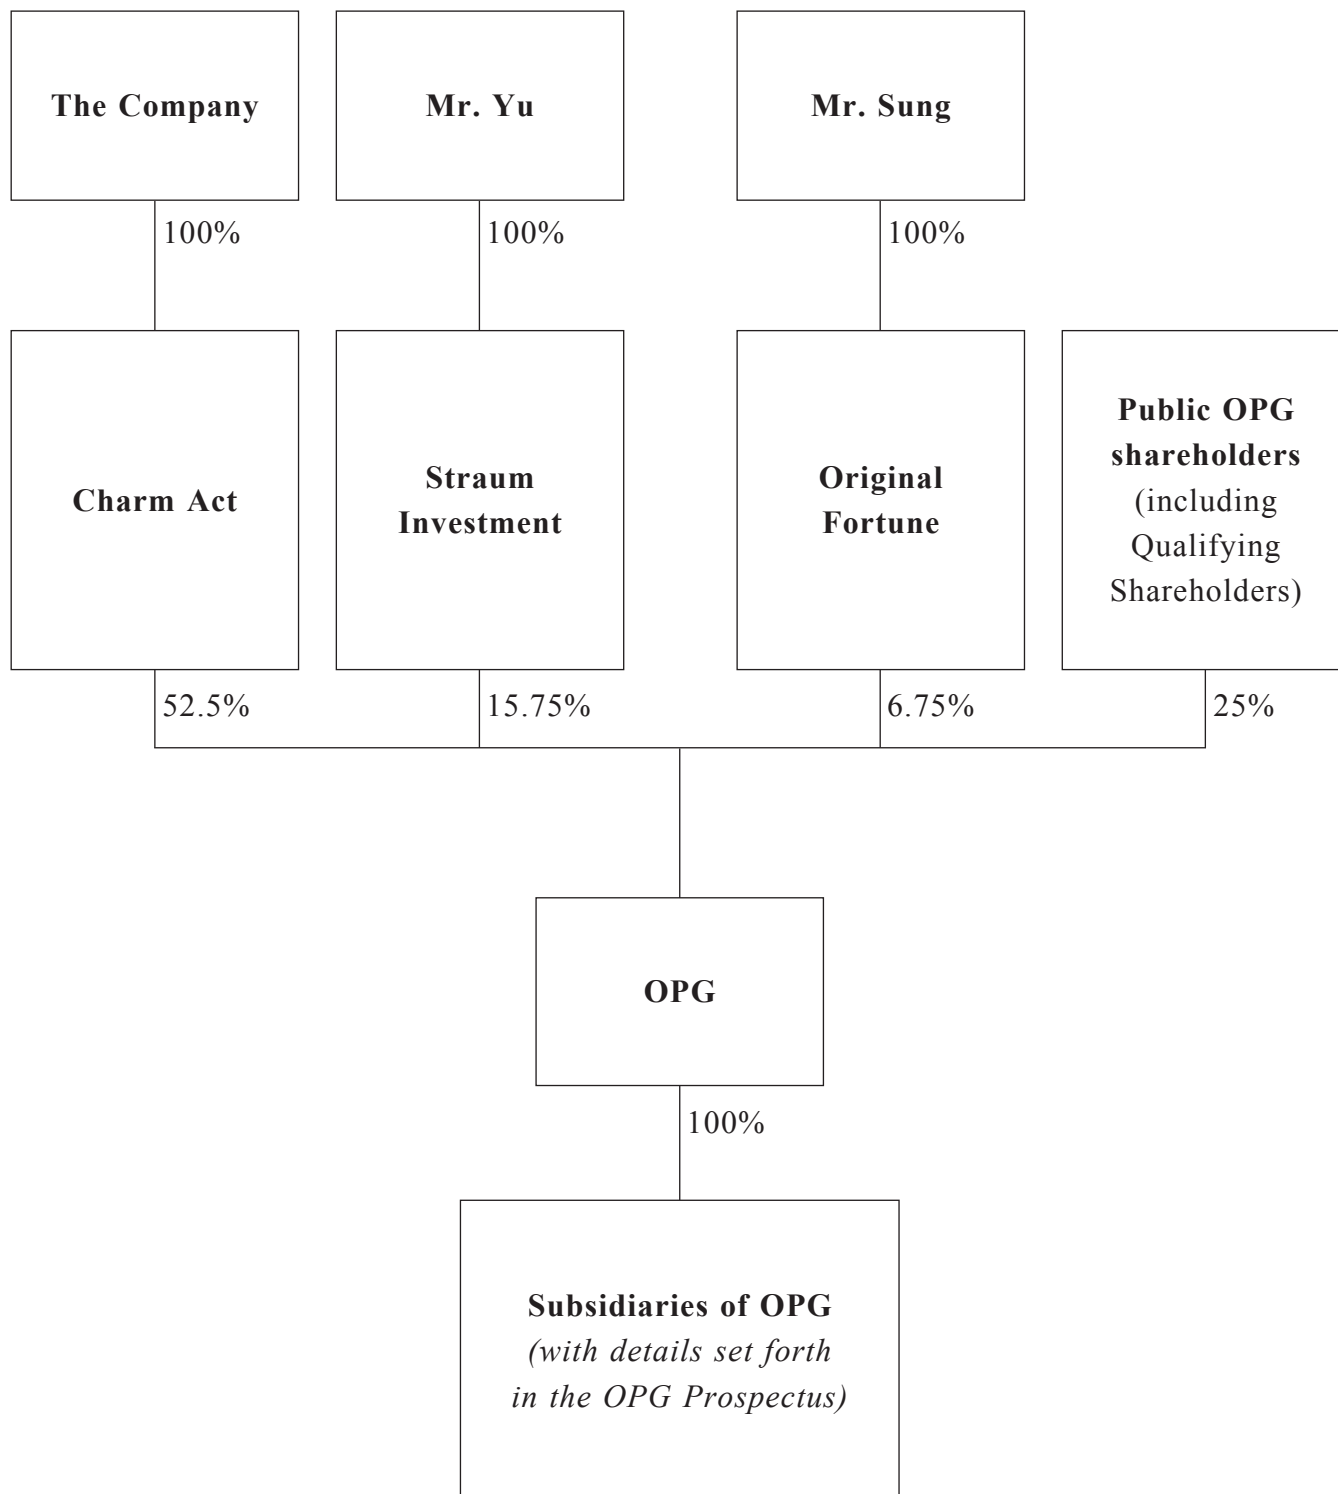 The Company
Mr. Yu
Mr. Sung
100%
100%
100%
Charm Act
Straum
Investment
Original
Fortune
Public OPG
shareholders
(including
Qualifying
Shareholders)
52.5%
15.75%
6.75%
25%
OPG
100%
Subsidiaries of OPG
(with details set forth
in the OPG Prospectus)